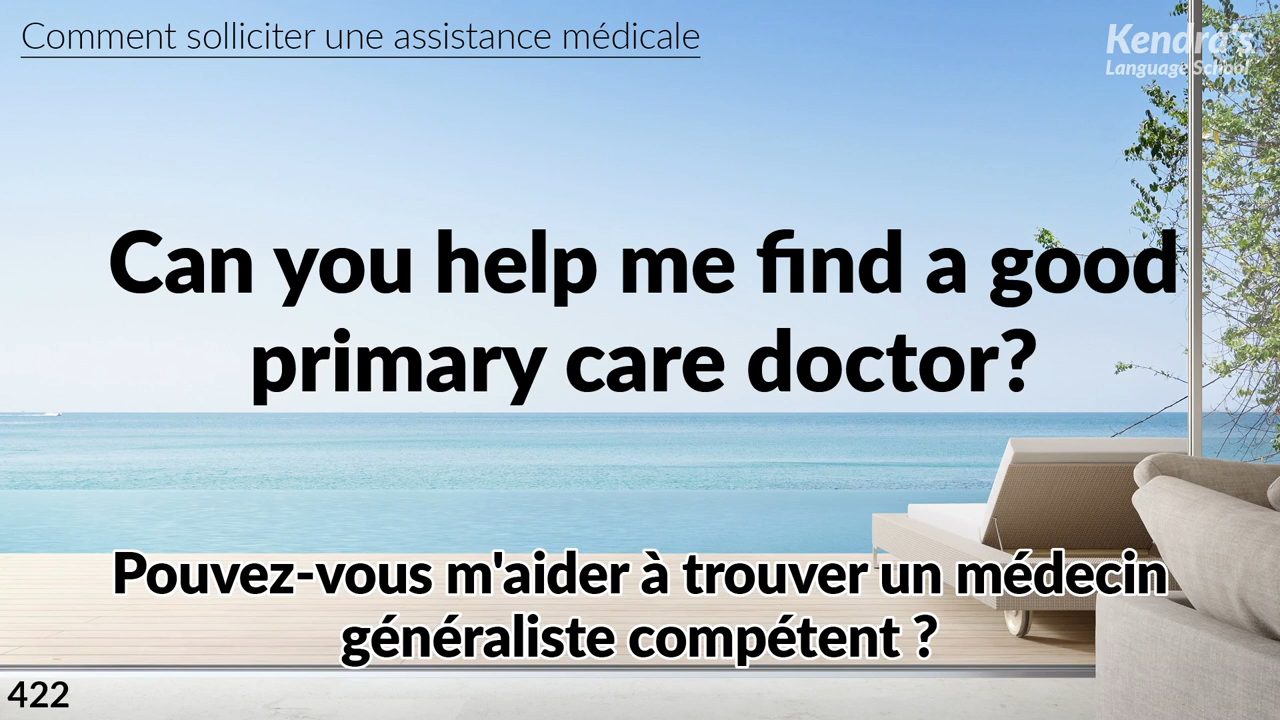 Comment solliciter une assistance médicale
Kendra's
Language School
Can you help me find a good
primary care doctor?
Pouvez-vous m'aider à trouver un médecin
généraliste compétent ?
422